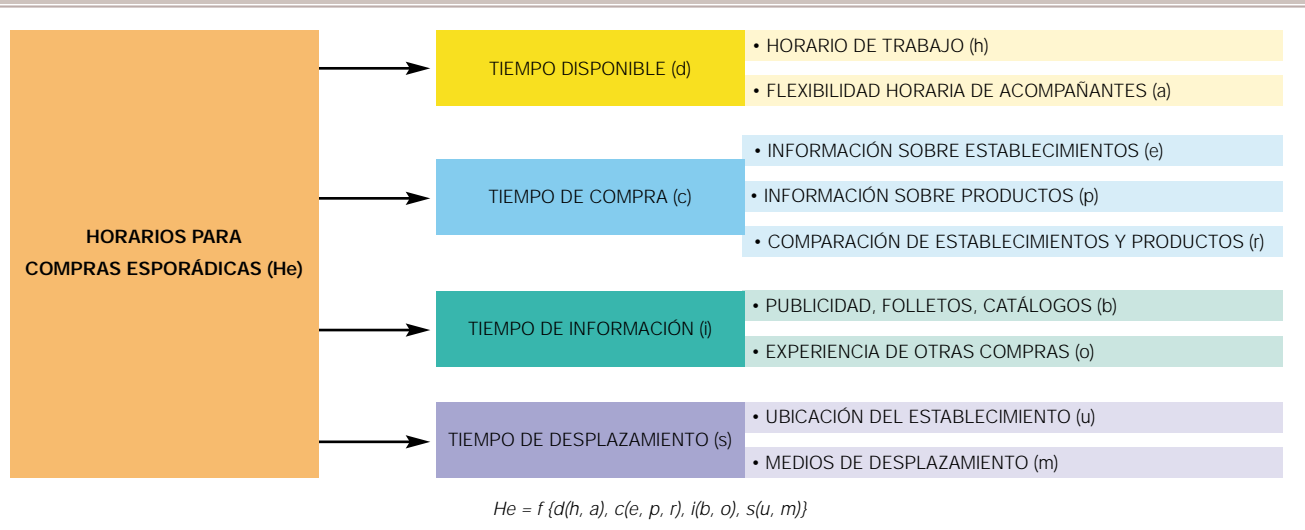 HORARIOS PARA
COMPRAS ESPORÁDICAS (He)
TIEMPO DISPONIBLE (d)
• HORARIO DE TRABAJO (h)
• FLEXIBILIDAD HORARIA DE ACOMPAÑANTES (a)
TIEMPO DE COMPRA (c)
• INFORMACIÓN SOBRE ESTABLECIMIENTOS (e)
• INFORMACIÓN SOBRE PRODUCTOS (p)
• COMPARACIÓN DE ESTABLECIMIENTOS Y PRODUCTOS (r)
TIEMPO DE INFORMACIÓN (i)
• PUBLICIDAD, FOLLETOS, CATÁLOGOS (b)
• EXPERIENCIA DE OTRAS COMPRAS (o)
TIEMPO DE DESPLAZAMIENTO (s)
• UBICACIÓN DEL ESTABLECIMIENTO (u)
• MEDIOS DE DESPLAZAMIENTO (m)
He = f {d(h, a), c(e, p, r), i(b, o), s(u, m)}